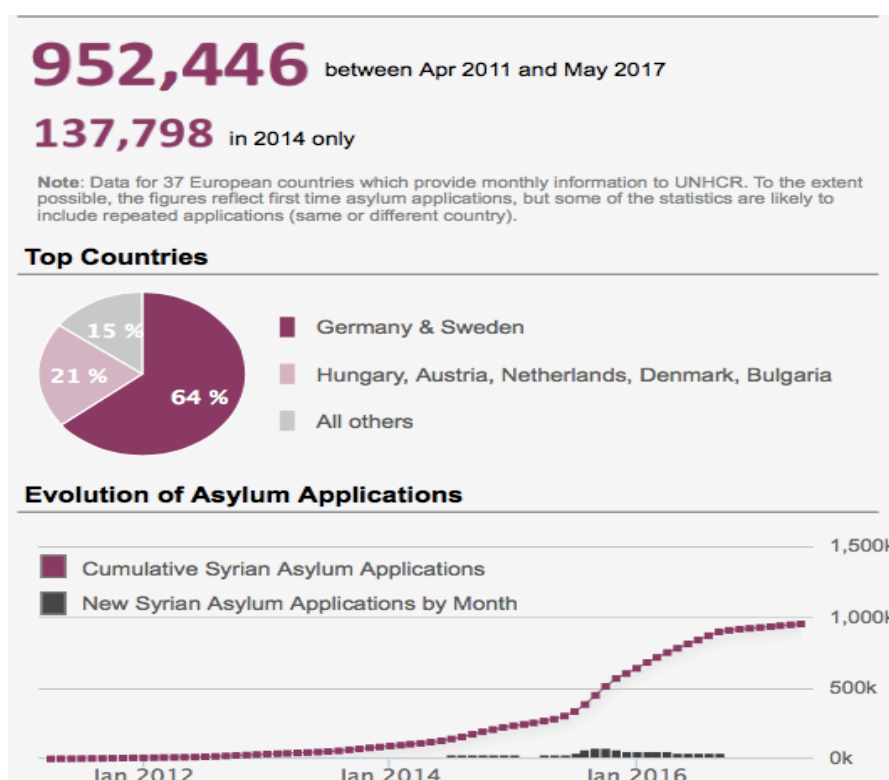 952,446 between Apr 2011 and May 2017
137,798 in 2014 only
Note: Data for 37 European countries which provide monthly information to UNHCR. To the extent
possible, the figures reflect first time asylum applications, but some of the statistics are likely to
include repeated applications (same or different country).
Top Countries
15 %
21 %
64 %
Germany & Sweden
Hungary, Austria, Netherlands, Denmark, Bulgaria
All others
Evolution of Asylum Applications
1,500k
Cumulative Syrian Asylum Applications
New Syrian Asylum Applications by Month
1,000k
500k
0k
Jan 2012 Jan 2014 Jan 2016